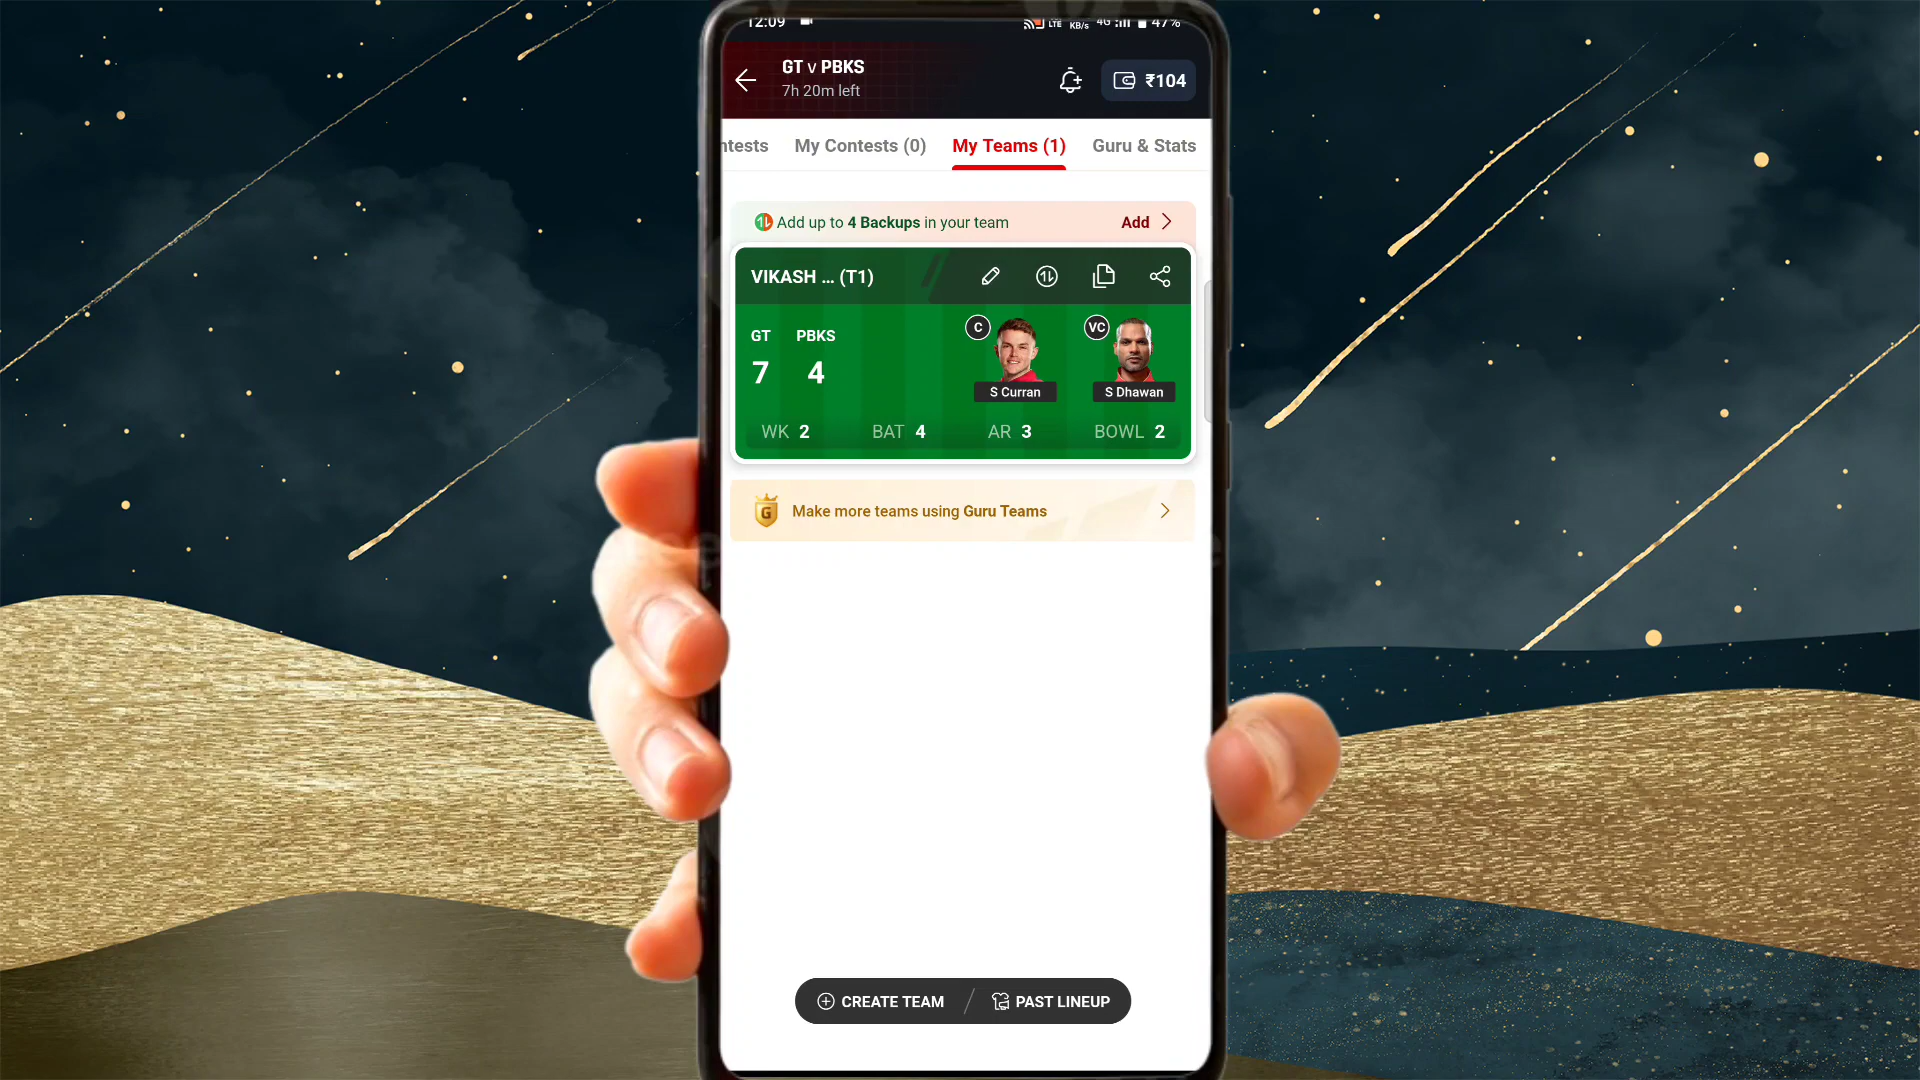 12:09 LTE KB/s 4G 47%
GT v PBKS
7h 20m left
₹104
ntests My Contests (0) My Teams (1) Guru & Stats
Add up to 4 Backups in your team Add
VIKASH ... (T1)
GT PBKS
7 4
C VC
S Curran S Dhawan
WK 2 BAT 4 AR 3 BOWL 2
G Make more teams using Guru Teams
CREATE TEAM / PAST LINEUP